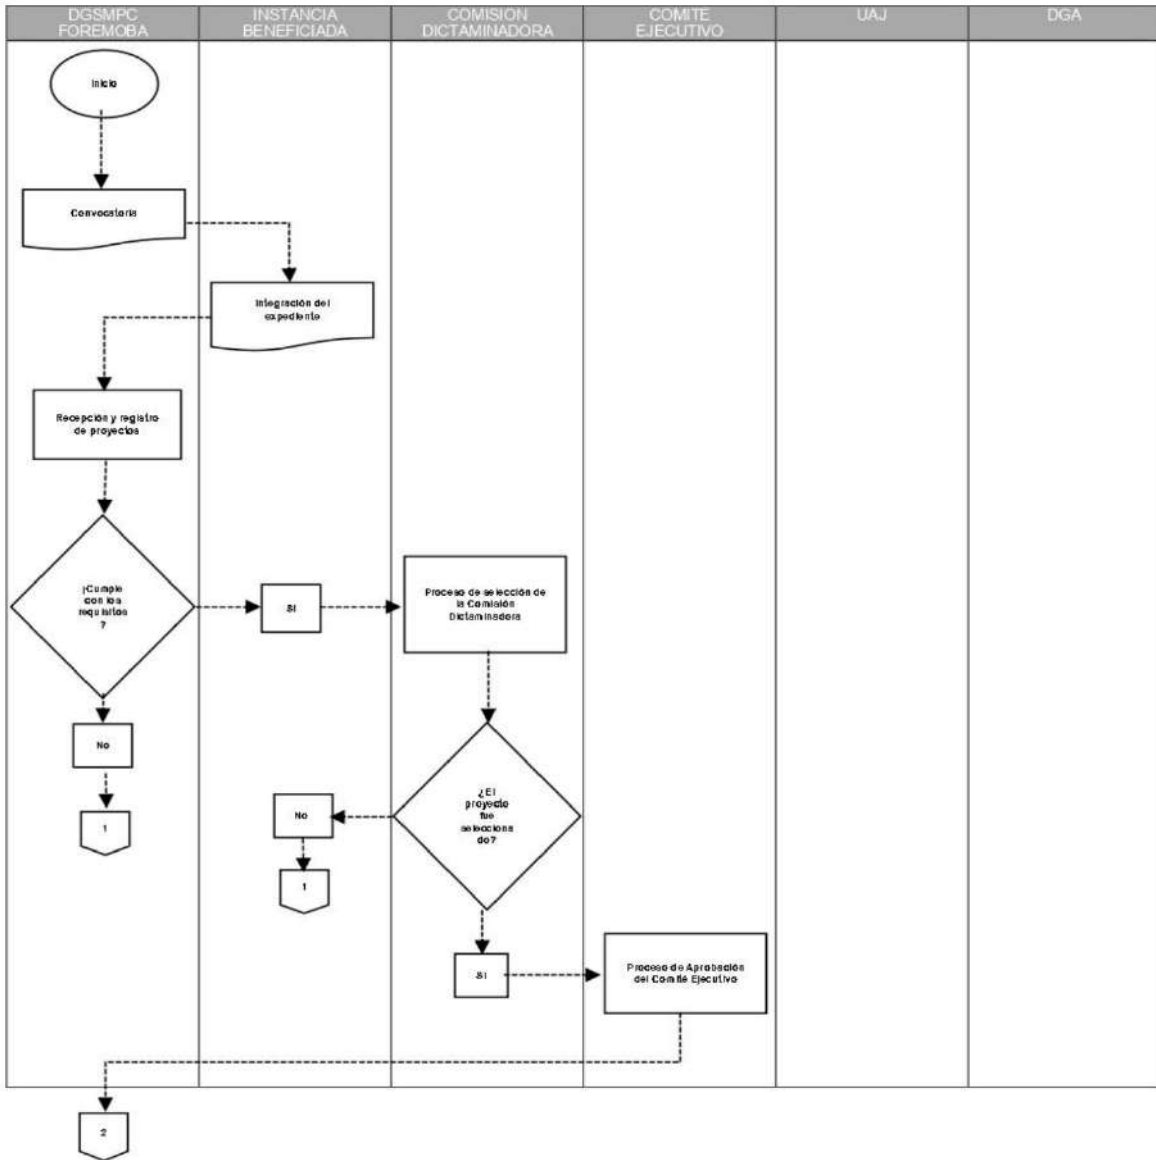 DGSMPC
FOREMOBA
INSTANCIA
BENEFICIADA
COMISION
DICTAMINADORA
COMITE
EJECUTIVO
UAJ
DGA
Inicio
Convocatoria
Integración del
expediente
Recepción y registro
de proyectos
¡Cumple
con los
requisitos
?
SI
Proceso de selección de
la Comisión
Dictaminadora
No
1
¿El
proyecto
fue
selecciona
do?
No
1
SI
Proceso de Aprobación
del Comité Ejecutivo
2